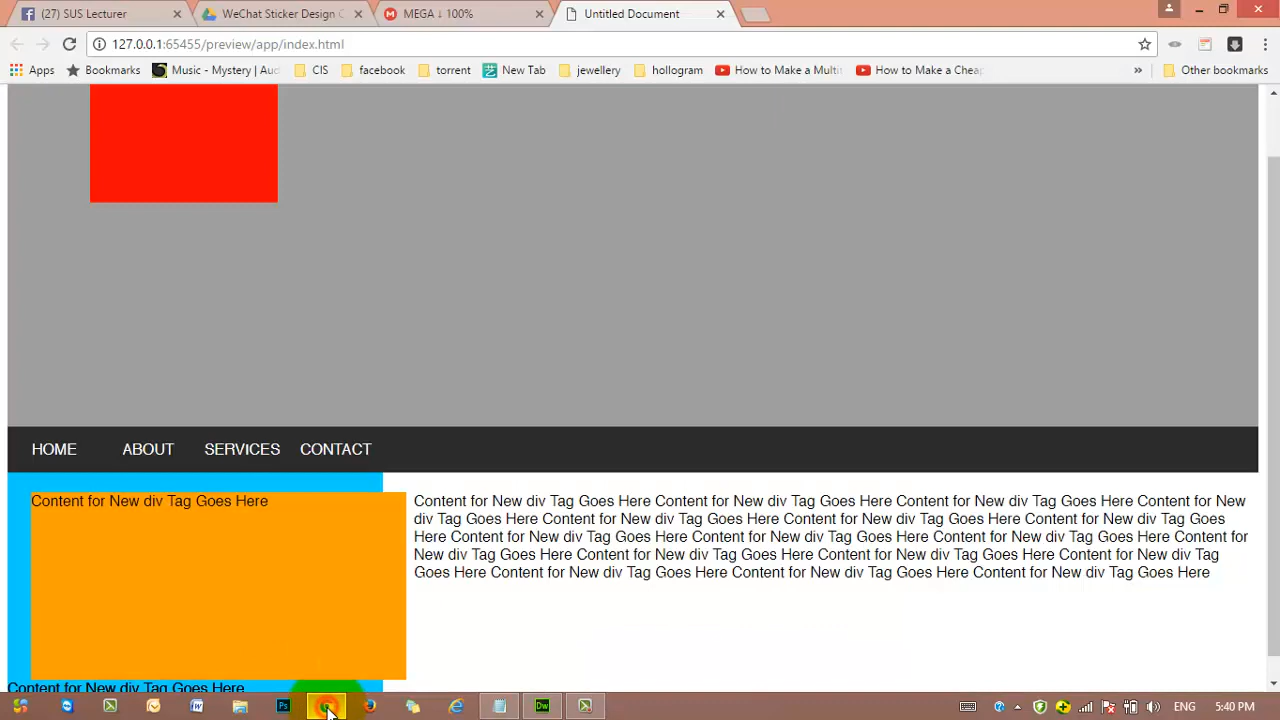 (27) SUS Lecturer
WeChat Sticker Design
MEGA ↓ 100%
Untitled Document
127.0.0.1:65455/preview/app/index.html
Apps
Bookmarks
Music - Mystery | Aud
CIS
facebook
torrent
New Tab
jewellery
hollogram
How to Make a Multi
How to Make a Cheap
»
Other bookmarks
HOME ABOUT SERVICES CONTACT
Content for New div Tag Goes Here
Content for New div Tag Goes Here Content for New div Tag Goes Here Content for New div Tag Goes Here Content for New
div Tag Goes Here Content for New div Tag Goes Here Content for New div Tag Goes Here Content for New div Tag Goes
Here Content for New div Tag Goes Here Content for New div Tag Goes Here Content for New div Tag Goes Here Content for
New div Tag Goes Here Content for New div Tag Goes Here Content for New div Tag Goes Here Content for New div Tag
Goes Here Content for New div Tag Goes Here Content for New div Tag Goes Here Content for New div Tag Goes Here
Content for New div Tag Goes Here
Ps
Dw
ENG
5:40 PM